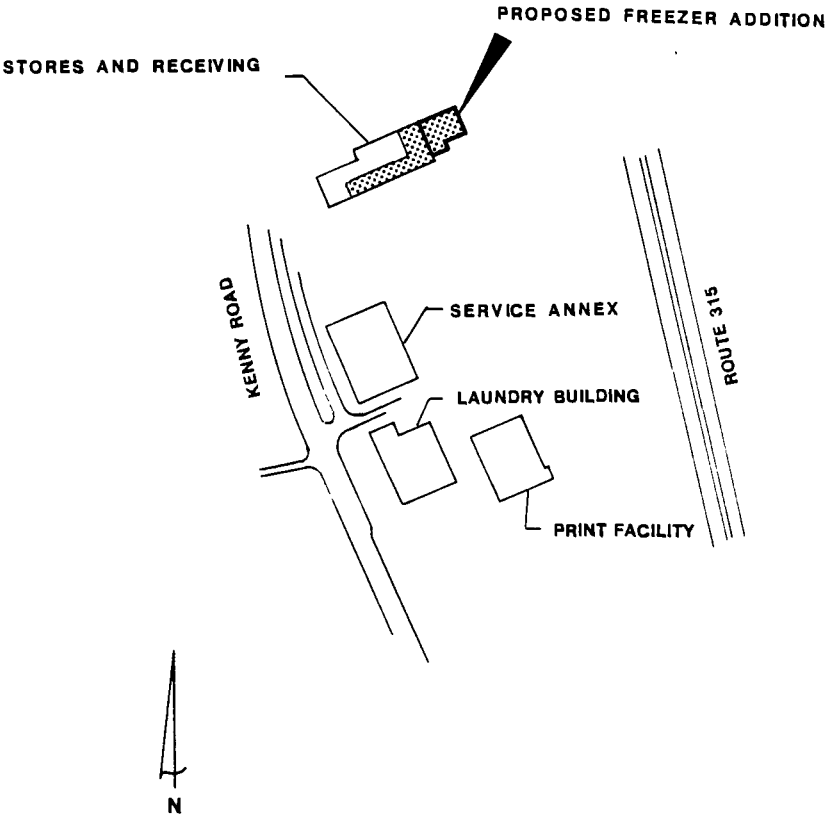 PROPOSED FREEZER ADDITION
STORES AND RECEIVING
KENNY ROAD
SERVICE ANNEX
ROUTE 315
LAUNDRY BUILDING
PRINT FACILITY
N